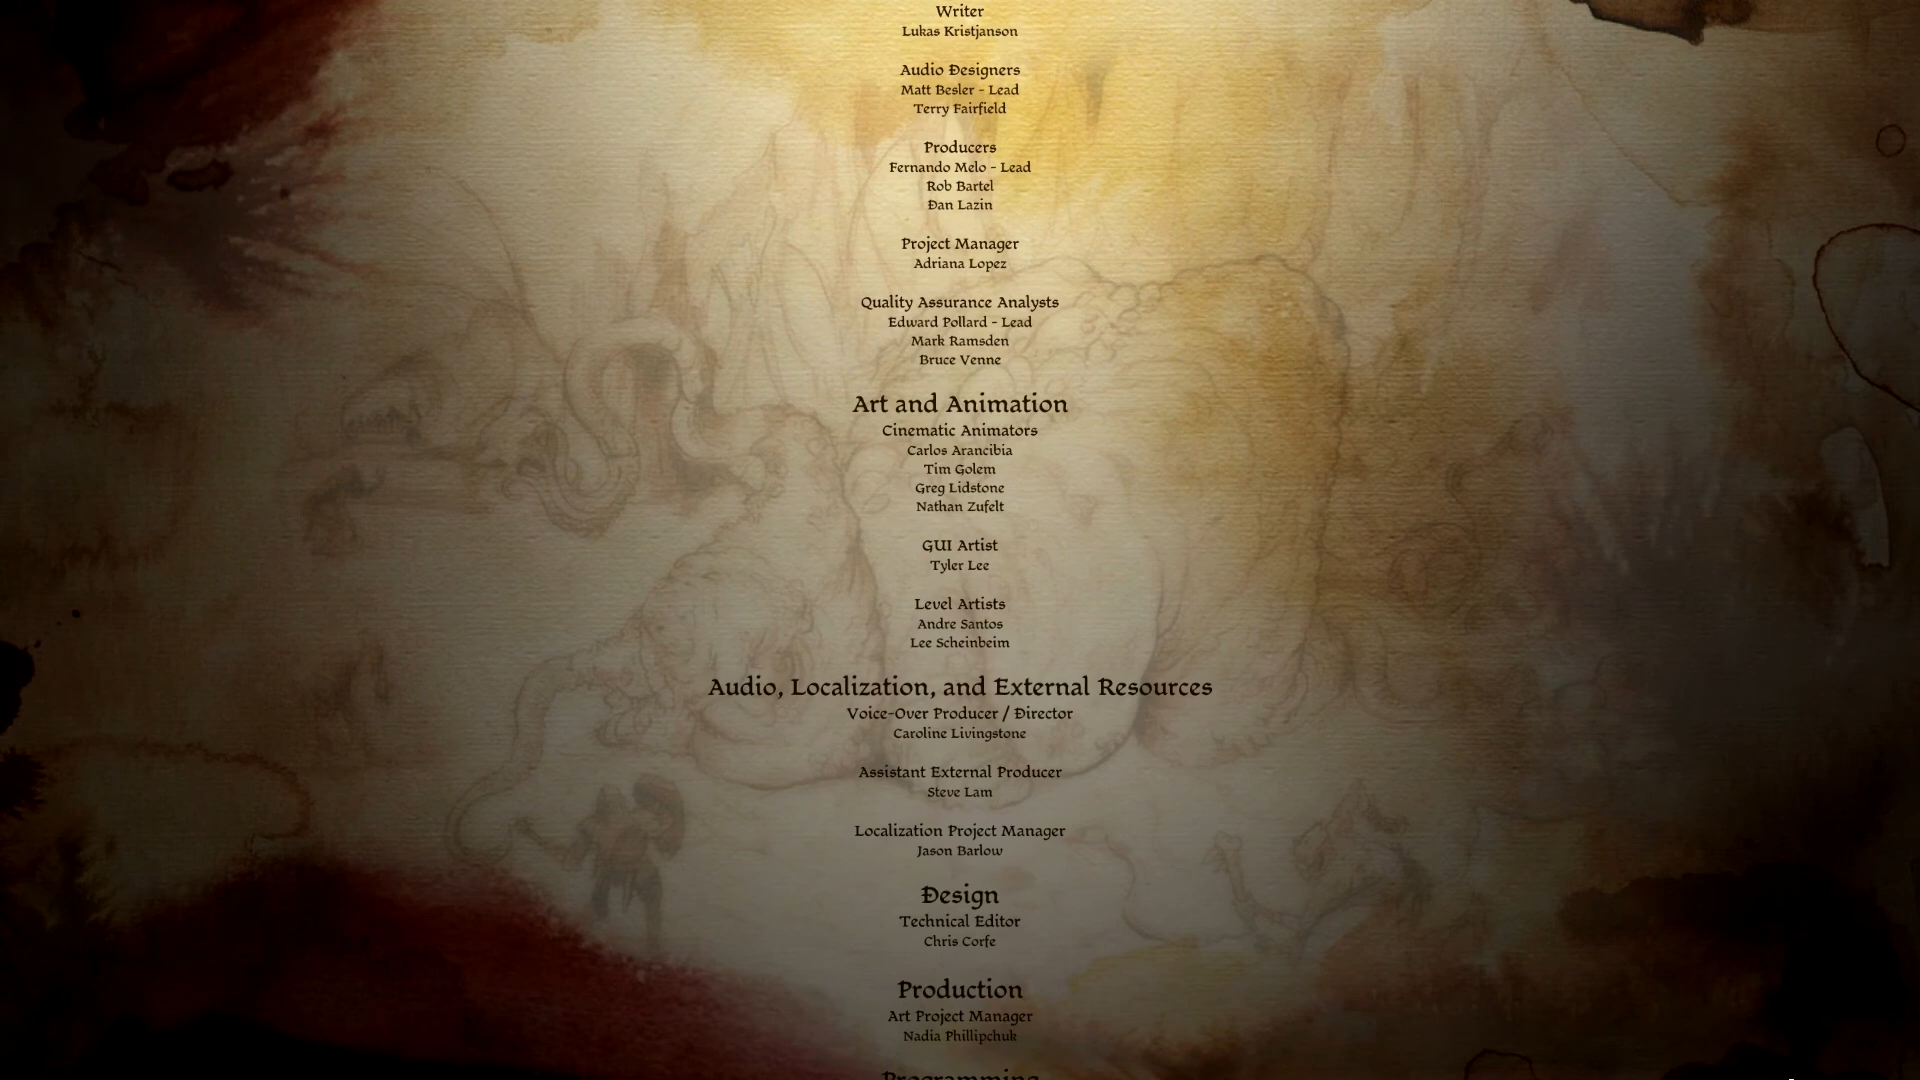 Writer
Lukas Kristjanson
Audio Designers
Matt Besler - Lead
Terry Fairfield
Producers
Fernando Melo - Lead
Rob Bartel
Dan Lazin
Project Manager
Adriana Lopez
Quality Assurance Analysts
Edward Pollard - Lead
Mark Ramsden
Bruce Venne
Art and Animation
Cinematic Animators
Carlos Arancibia
Tim Golem
Greg Lidstone
Nathan Zufelt
GUI Artist
Tyler Lee
Level Artists
Andre Santos
Lee Scheinbeim
Audio, Localization, and External Resources
Voice-Over Producer / Director
Caroline Livingstone
Assistant External Producer
Steve Lam
Localization Project Manager
Jason Barlow
Design
Technical Editor
Chris Corfe
Production
Art Project Manager
Nadia Phillipchuk
Programming